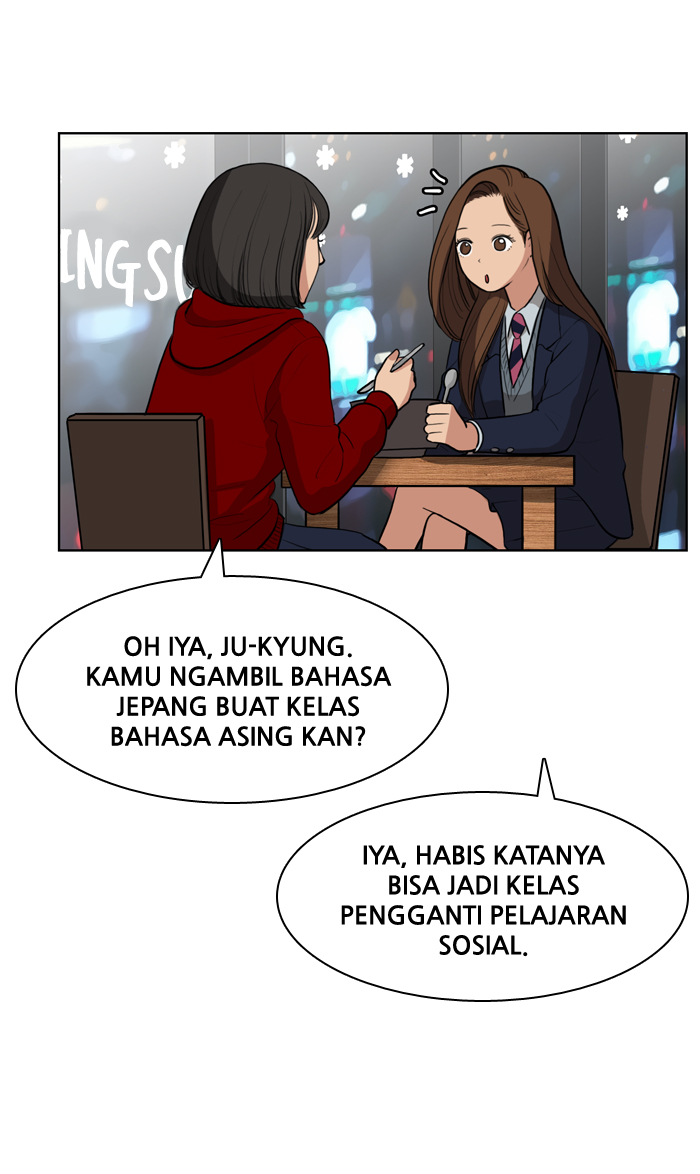 INGSU
OH IYA, JU-KYUNG.
KAMU NGAMBIL BAHASA
JEPANG BUAT KELAS
BAHASA ASING KAN?
IYA, HABIS KATANYA
BISA JADI KELAS
PENGGANTI PELAJARAN
SOSIAL.